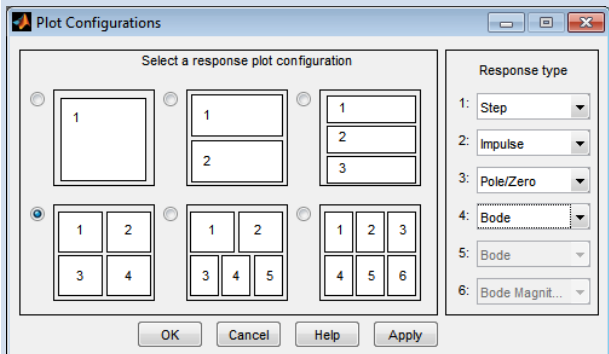 Plot Configurations
Select a response plot configuration
1
1
2
1
2
3
1 2
3 4
1 2
3 4 5
1 2 3
4 5 6
Response type
1: Step
2: Impulse
3: Pole/Zero
4: Bode
5: Bode
6: Bode Magnit...
OK Cancel Help Apply